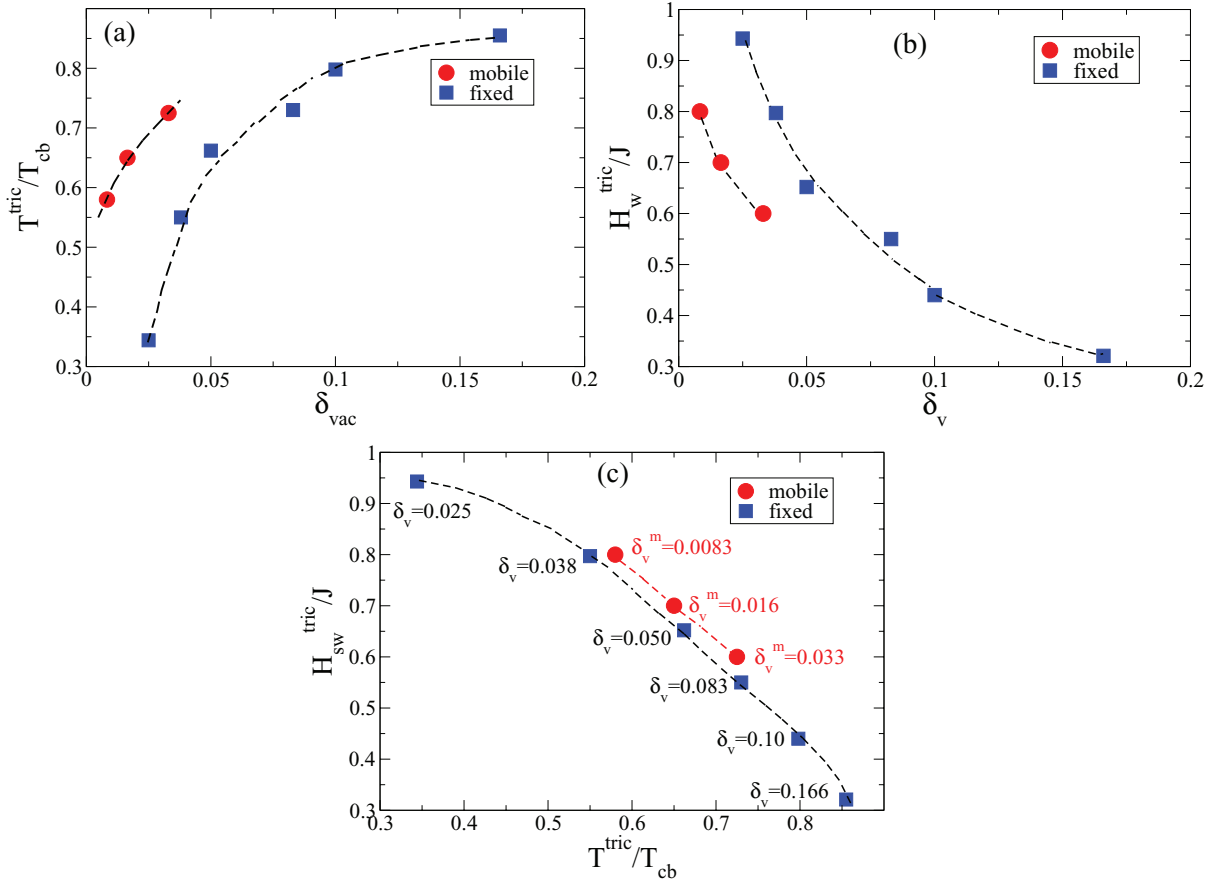 (a)
mobile
fixed
T^tric/T_cb
0.8
0.7
0.6
0.5
0.4
0.3
0
0.05
0.1
0.15
0.2
δ_vac
(b)
mobile
fixed
H_w^tric/J
1
0.9
0.8
0.7
0.6
0.5
0.4
0.3
0
0.05
0.1
0.15
0.2
δ_v
(c)
mobile
fixed
H_sw^tric/J
1
0.9
0.8
0.7
0.6
0.5
0.4
0.3
δ_v=0.025
δ_v=0.038
δ_v^m=0.0083
δ_v^m=0.016
δ_v=0.050
δ_v^m=0.033
δ_v=0.083
δ_v=0.10
δ_v=0.166
0.3
0.4
0.5
0.6
0.7
0.8
T^tric/T_cb